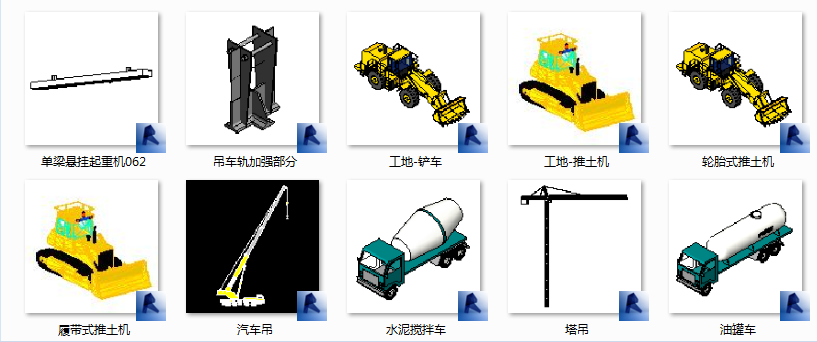 单梁悬挂起重机062
吊车轨加强部分
工地-铲车
工地-推土机
轮胎式推土机
履带式推土机
汽车吊
水泥搅拌车
塔吊
油罐车